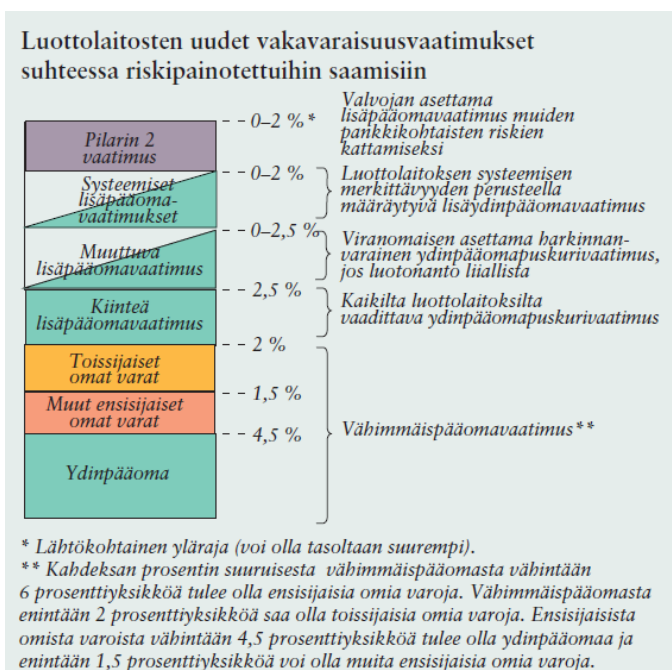 Luottolaitosten uudet vakavaraisuusvaatimukset
suhteessa riskipainotettuihin saamisiin
Pilarin 2
vaatimus
0–2 % *
Valvojan asettama
lisäpääomavaatimus muiden
pankkikohtaisten riskien
kattamiseksi
Systeemiset
lisäpääoma-
vaatimukset
0–2 %
Luottolaitoksen systeemisen
merkittävyyden perusteella
määräytyvä lisäydinpääomavaatimus
Muuttuva
lisäpääomavaatimus
0–2,5 %
Viranomaisen asettama harkinnan-
varainen ydinpääomapuskurivaatimus,
jos luotonanto liiallista
Kiinteä
lisäpääomavaatimus
2,5 %
Kaikilta luottolaitoksilta
vaadittava ydinpääomapuskurivaatimus
Toissijaiset
omat varat
2 %
Muut ensisijaiset
omat varat
1,5 %
Ydinpääoma
4,5 %
Vähimmäispääomavaatimus **
* Lähtökohtainen yläraja (voi olla tasoltaan suurempi).
** Kahdeksan prosentin suuruisesta vähimmäispääomasta vähintään
6 prosenttiyksikköä tulee olla ensisijaisia omia varoja. Vähimmäispääomasta
enintään 2 prosenttiyksikköä saa olla toissijaisia omia varoja. Ensisijaisista
omista varoista vähintään 4,5 prosenttiyksikköä tulee olla ydinpääomaa ja
enintään 1,5 prosenttiyksikköä voi olla muita ensisijaisia omia varoja.